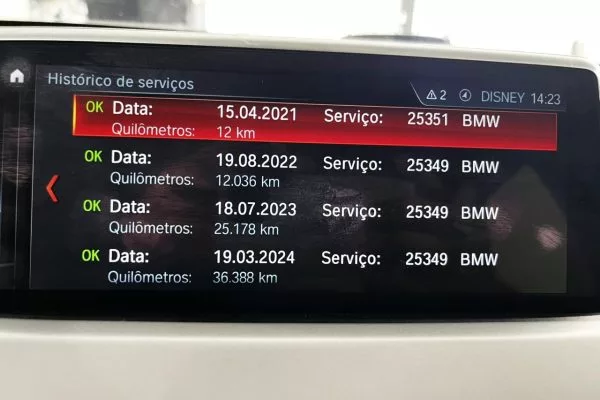 Histórico de serviços
2 DISNEY 14:23
OK Data: 15.04.2021 Serviço: 25351 BMW
Quilômetros: 12 km
OK Data: 19.08.2022 Serviço: 25349 BMW
Quilômetros: 12.036 km
OK Data: 18.07.2023 Serviço: 25349 BMW
Quilômetros: 25.178 km
OK Data: 19.03.2024 Serviço: 25349 BMW
Quilômetros: 36.388 km